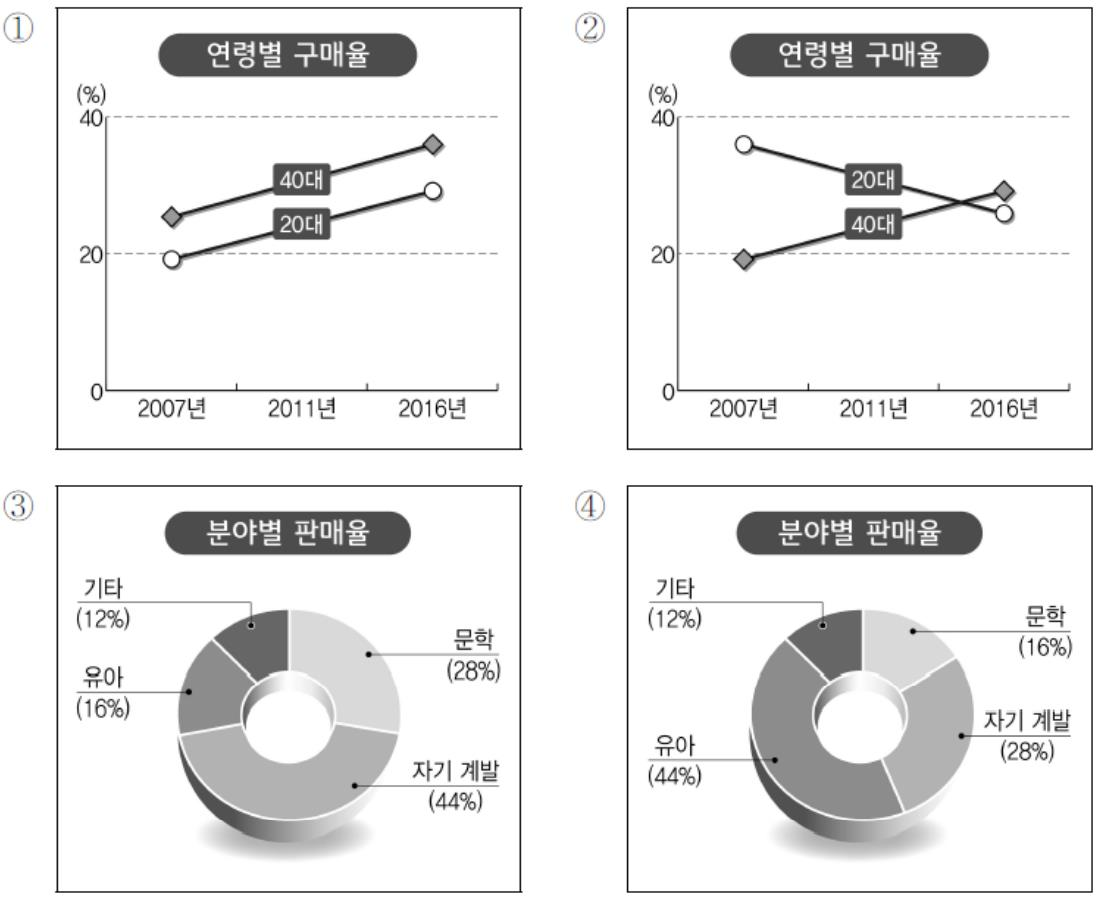 ①
연령별 구매율
(%)
40
40대
20대
20
0
2007년 2011년 2016년
②
연령별 구매율
(%)
40
20대
40대
20
0
2007년 2011년 2016년
③
분야별 판매율
기타
(12%)
문학
(28%)
유아
(16%)
자기 계발
(44%)
④
분야별 판매율
기타
(12%)
문학
(16%)
자기 계발
(28%)
유아
(44%)